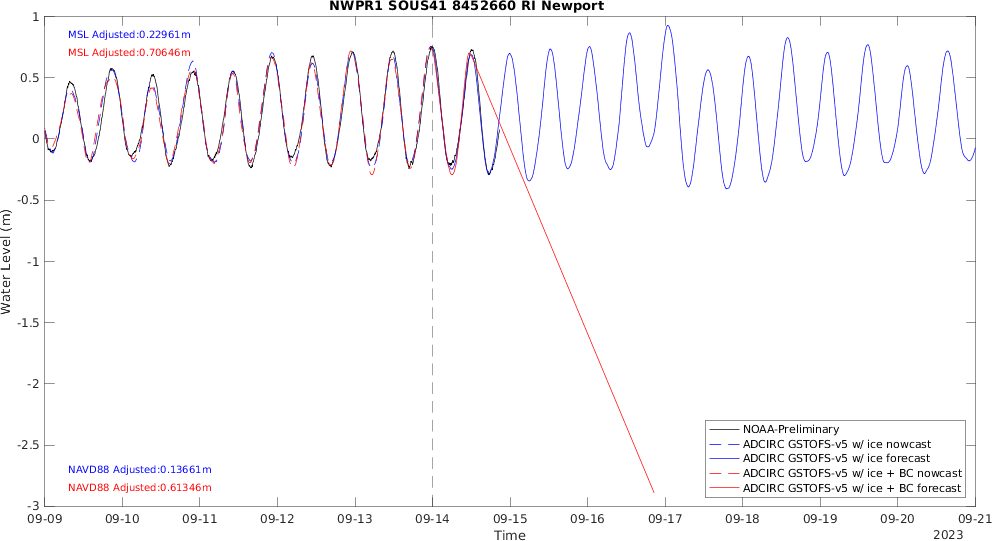 NWPR1 SOUS41 8452660 RI Newport
MSL Adjusted:0.22961m
MSL Adjusted:0.70646m
1
0.5
0
-0.5
-1
-1.5
-2
-2.5
-3
Water Level (m)
NAVD88 Adjusted:0.13661m
NAVD88 Adjusted:0.61346m
NOAA-Preliminary
ADCIRC GSTOFS-v5 w/ ice nowcast
ADCIRC GSTOFS-v5 w/ ice forecast
ADCIRC GSTOFS-v5 w/ ice + BC nowcast
ADCIRC GSTOFS-v5 w/ ice + BC forecast
09-09 09-10 09-11 09-12 09-13 09-14 09-15 09-16 09-17 09-18 09-19 09-20 09-21
Time
2023